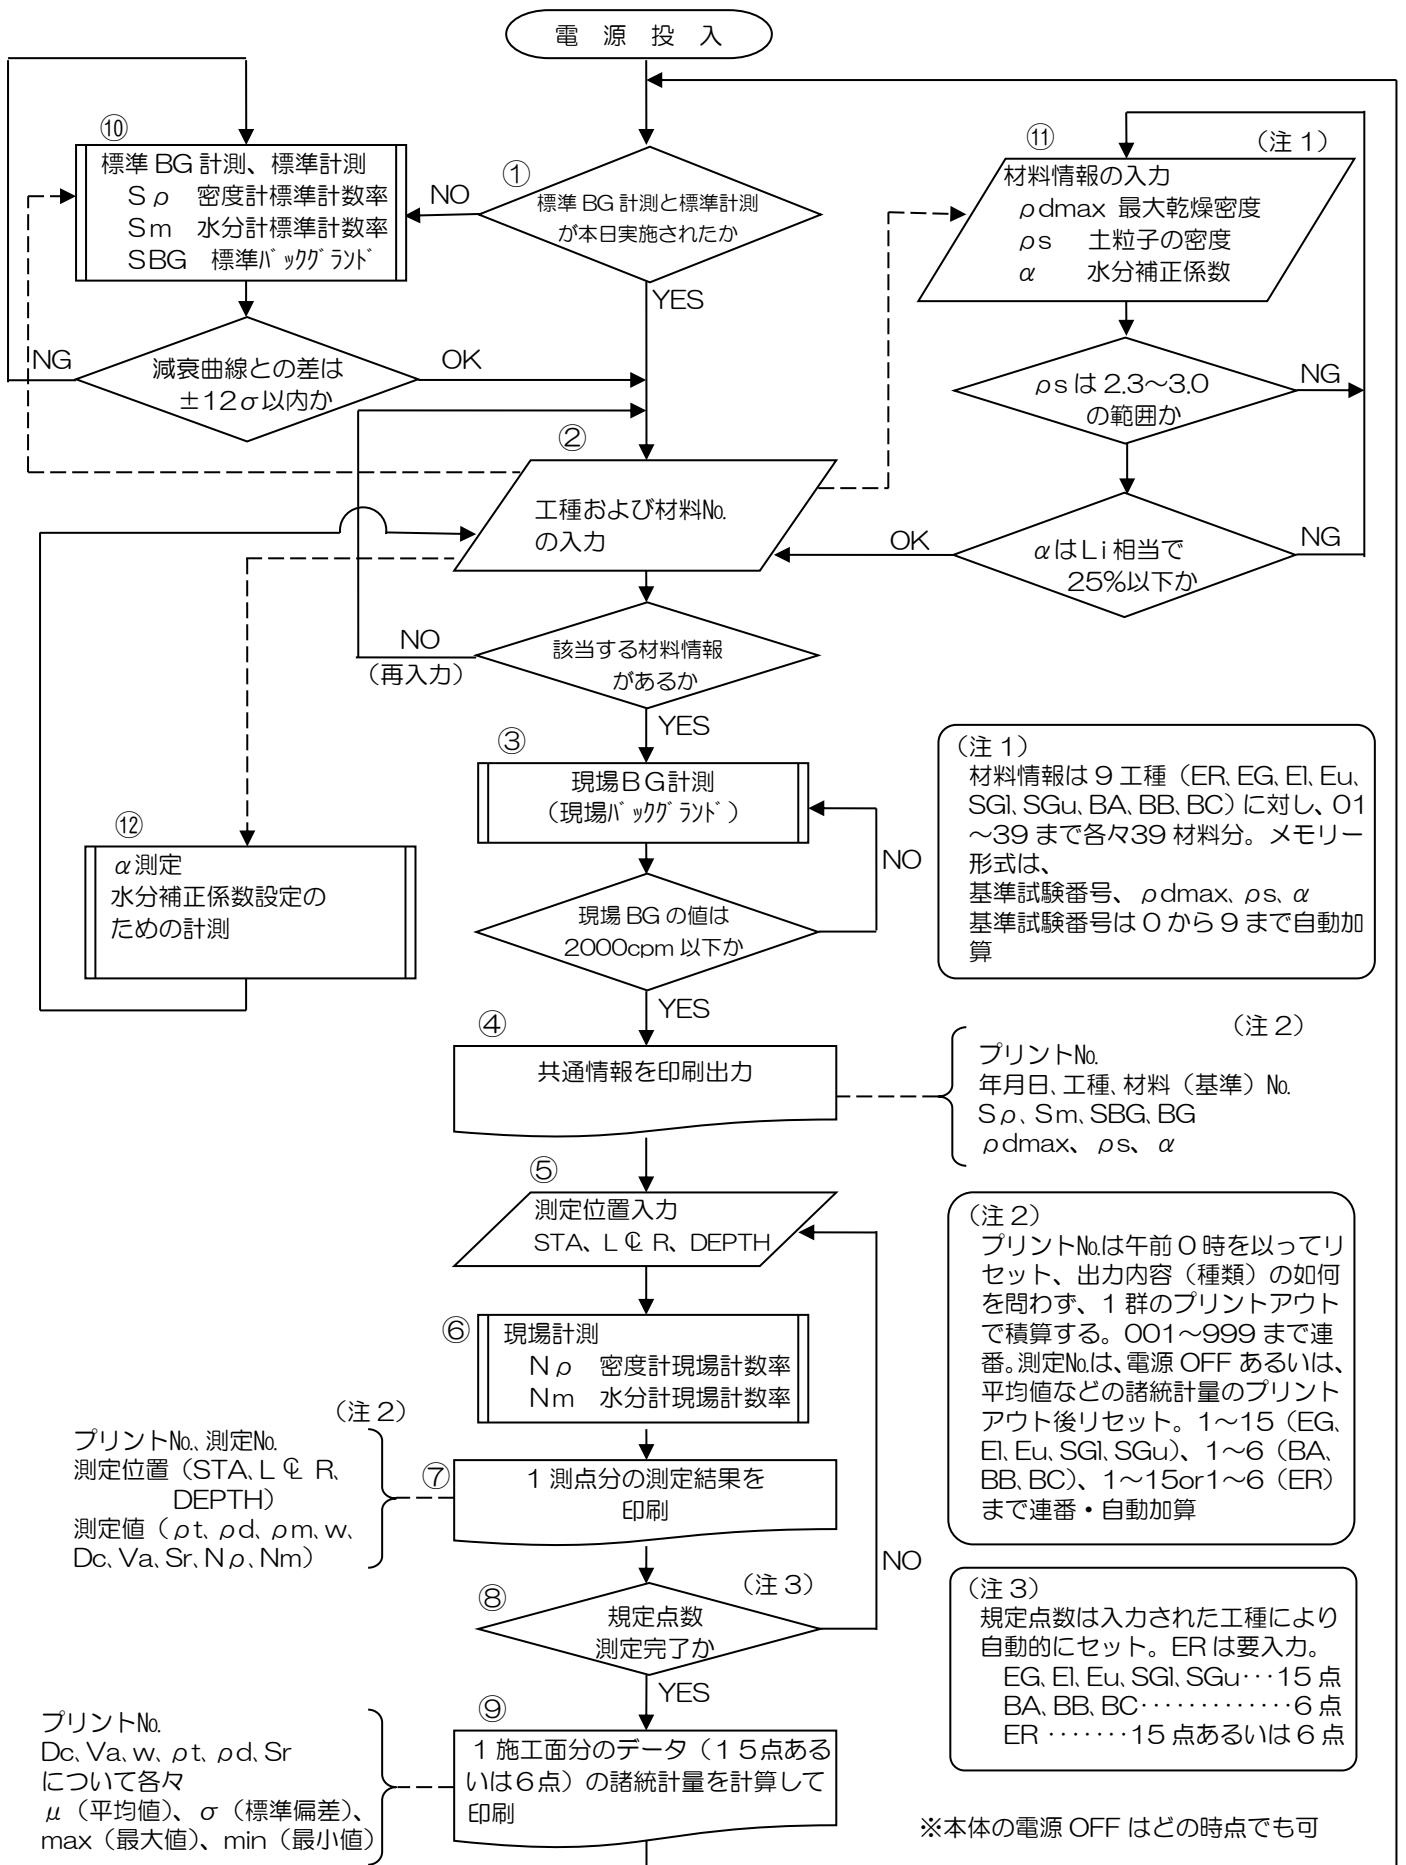 電 源 投 入
⑩
標準 BG 計測、標準計測
Sρ 密度計標準計数率
Sm 水分計標準計数率
SBG 標準ﾊﾞｯｸｸﾞﾗﾝﾄﾞ
NO
①
標準 BG 計測と標準計測
が本日実施されたか
YES
⑪
（注 1）
材料情報の入力
ρdmax 最大乾燥密度
ρs 土粒子の密度
α 水分補正係数
NG
減衰曲線との差は
±12σ以内か
OK
ρs は 2.3～3.0
の範囲か
NG
②
工種および材料№
の入力
OK
αはLi 相当で
25%以下か
NG
NO
（再入力）
該当する材料情報
があるか
YES
③
現場BG計測
（現場ﾊﾞｯｸｸﾞﾗﾝﾄﾞ）
NO
現場 BG の値は
2000cpm 以下か
YES
（注 1）
材料情報は 9 工種（ER, EG, El, Eu,
SGl, SGu, BA, BB, BC）に対し、01
～39 まで各々39 材料分。メモリー
形式は、
基準試験番号、ρdmax、ρs、α
基準試験番号は 0 から 9 まで自動加
算
⑫
α測定
水分補正係数設定の
ための計測
④
共通情報を印刷出力
（注 2）
プリント№
年月日、工種、材料（基準）№
Sρ、Sm、SBG、BG
ρdmax、ρs、α
⑤
測定位置入力
STA、L ℄ R、DEPTH
⑥
現場計測
Nρ 密度計現場計数率
Nm 水分計現場計数率
（注 2）
プリント№は午前 0 時を以ってリ
セット、出力内容（種類）の如何
を問わず、1 群のプリントアウト
で積算する。001～999 まで連
番。測定№は、電源 OFF あるいは、
平均値などの諸統計量のプリント
アウト後リセット。1～15（EG、
El、Eu、SGl、SGu）、1～6（BA、
BB、BC）、1～15or1～6（ER）
まで連番・自動加算
（注 2）
プリント№、測定№
測定位置（STA、L ℄ R、
DEPTH）
測定値（ρt、ρd、ρm、w、
Dc、Va、Sr、Nρ、Nm）
⑦
1 測点分の測定結果を
印刷
NO
⑧
（注 3）
規定点数
測定完了か
YES
（注 3）
規定点数は入力された工種により
自動的にセット。ER は要入力。
EG、El、Eu、SGl、SGu･･･15 点
BA、BB、BC･････････････6 点
ER ･･･････15 点あるいは 6 点
⑨
1 施工面分のデータ（15点ある
いは6点）の諸統計量を計算して
印刷
プリント№
Dc、Va、w、ρt、ρd、Sr
について各々
μ（平均値）、σ（標準偏差）、
max（最大値）、min（最小値）
※本体の電源 OFF はどの時点でも可